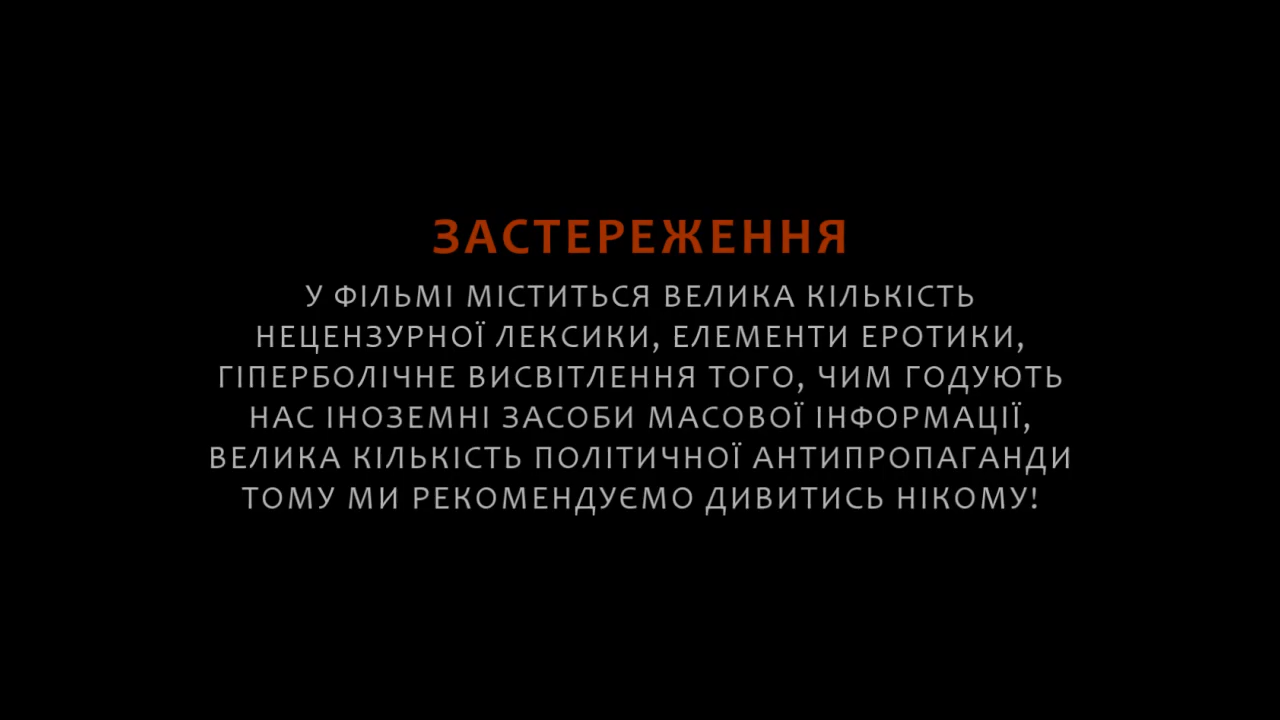 ЗАСТЕРЕЖЕННЯ
У ФІЛЬМІ МІСТИТЬСЯ ВЕЛИКА КІЛЬКІСТЬ
НЕЦЕНЗУРНОЇ ЛЕКСИКИ, ЕЛЕМЕНТИ ЕРОТИКИ,
ГІПЕРБОЛІЧНЕ ВИСВІТЛЕННЯ ТОГО, ЧИМ ГОДУЮТЬ
НАС ІНОЗЕМНІ ЗАСОБИ МАСОВОЇ ІНФОРМАЦІЇ,
ВЕЛИКА КІЛЬКІСТЬ ПОЛІТИЧНОЇ АНТИПРОПАГАНДИ
ТОМУ МИ РЕКОМЕНДУЄМО ДИВИТИСЬ НІКОМУ!